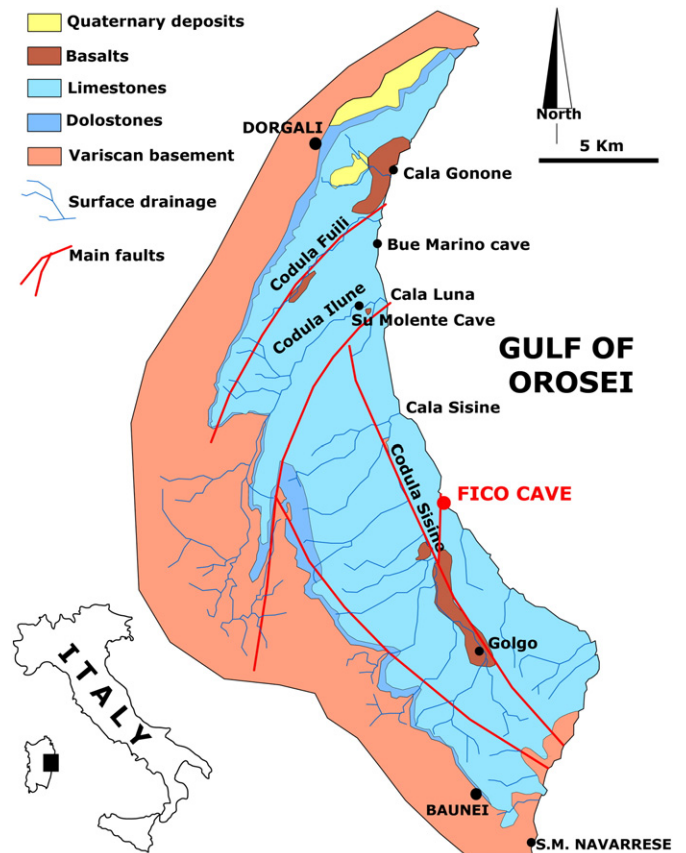 Quaternary deposits
Basalts
Limestones
Dolostones
Variscan basement
Surface drainage
Main faults
North
5 Km
DORGALI
Cala Gonone
Codula Fuili
Bue Marino cave
Codula Ilune
Cala Luna
Su Molente Cave
GULF OF
OROSEI
Cala Sisine
Codula Sisine
FICO CAVE
Golgo
ITALY
BAUNEI
S.M. NAVARRESE